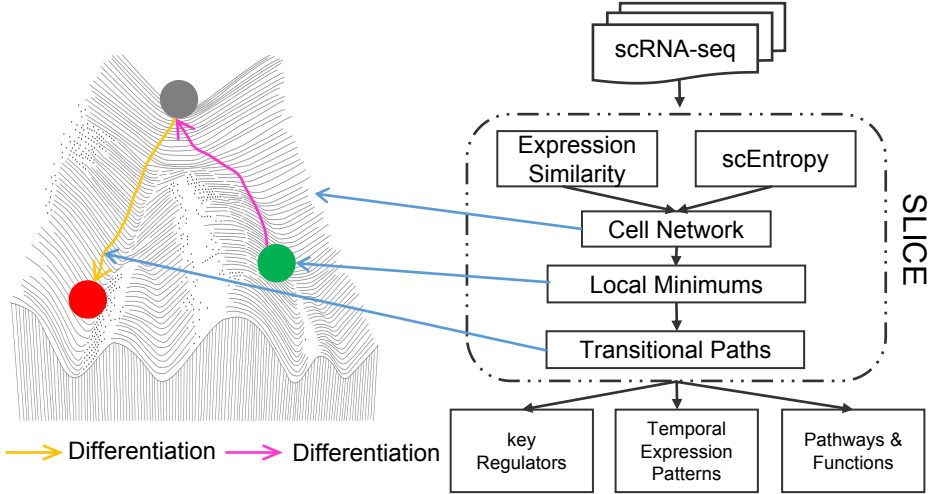 scRNA-seq
Expression
Similarity
scEntropy
Cell Network
Local Minimums
Transitional Paths
SLICE
key
Regulators
Temporal
Expression
Patterns
Pathways &
Functions
Differentiation
Differentiation